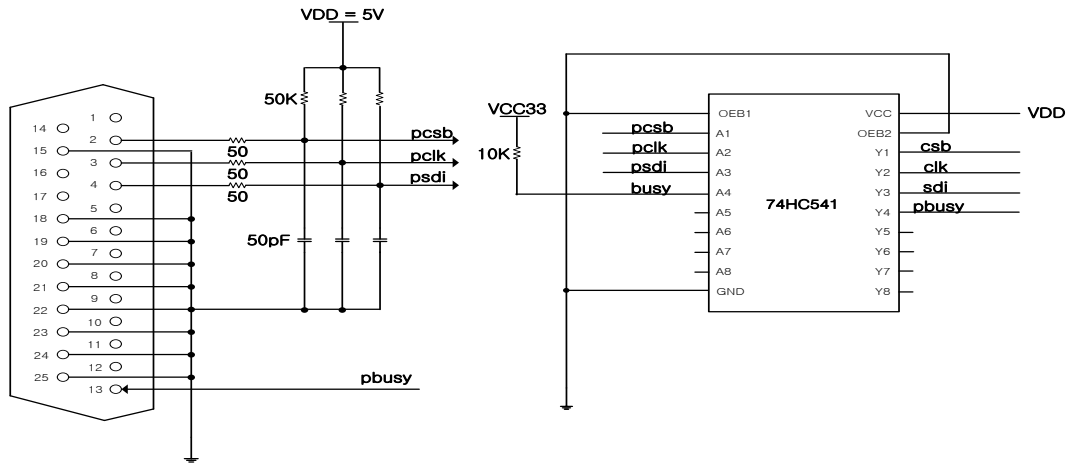 VDD = 5V
50K
1
14
2
15
3
16
4
17
5
18
6
19
7
20
8
21
9
22
10
23
11
24
12
25
13
50
50
50
pcsb
pclk
psdi
50pF
pbusy
VCC33
10K
pcsb
pclk
psdi
busy
OEB1
A1
A2
A3
A4
A5
A6
A7
A8
GND
74HC541
VCC
OEB2
Y1
Y2
Y3
Y4
Y5
Y6
Y7
Y8
VDD
csb
clk
sdi
pbusy